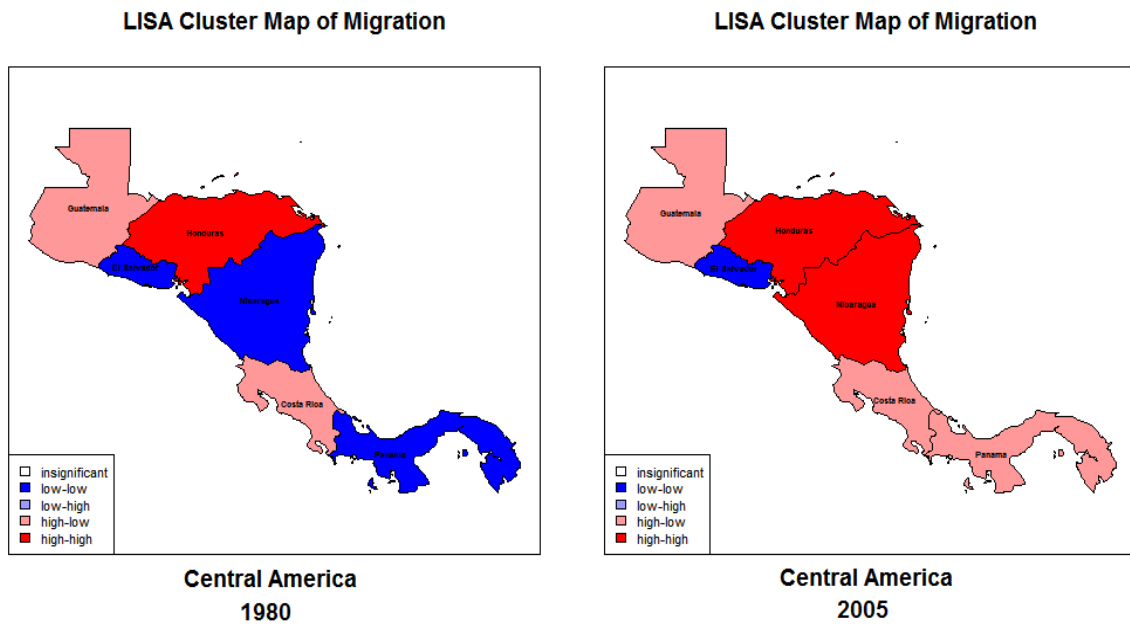 LISA Cluster Map of Migration
Guatemala
Honduras
El Salvador
Nicaragua
Costa Rica
Panama
insignificant
low-low
low-high
high-low
high-high
Central America
1980
LISA Cluster Map of Migration
Guatemala
Honduras
El Salvador
Nicaragua
Costa Rica
Panama
insignificant
low-low
low-high
high-low
high-high
Central America
2005